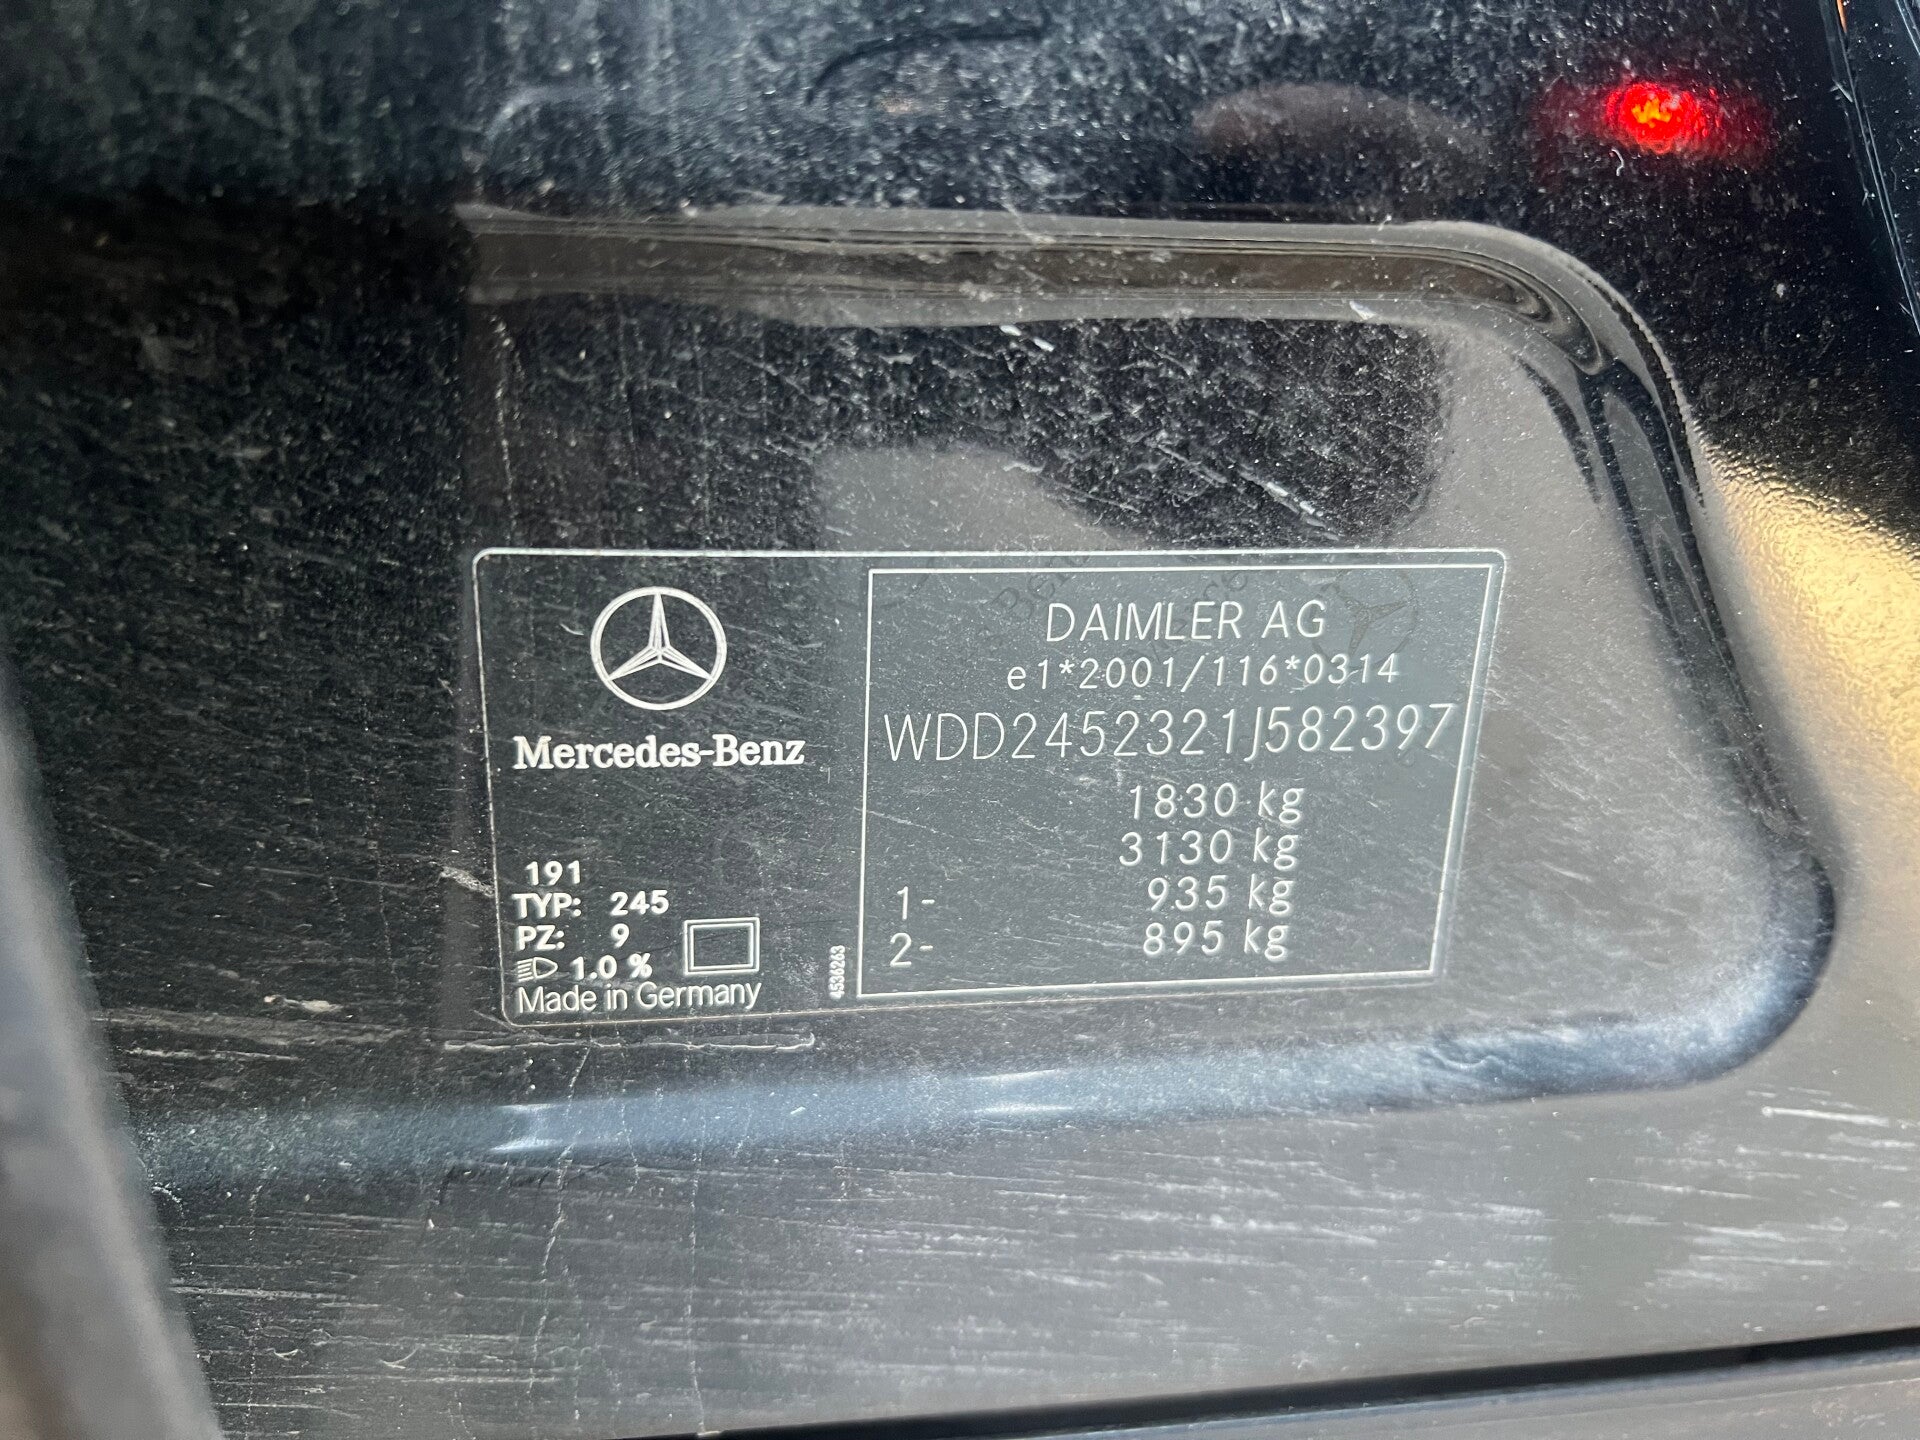 Mercedes-Benz
191
TYP: 245
PZ: 9
1.0 %
Made in Germany
4536263
DAIMLER AG
e1*2001/116*0314
WDD2452321J582397
1830 kg
3130 kg
1- 935 kg
2- 895 kg